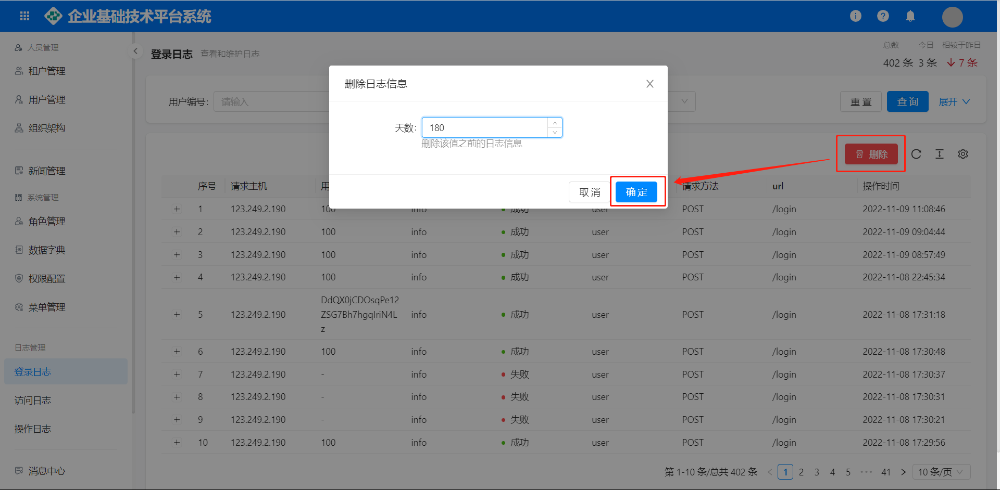 企业基础技术平台系统
人员管理
租户管理
用户管理
组织架构
新闻管理
系统管理
角色管理
数据字典
权限配置
菜单管理
日志管理
登录日志
访问日志
操作日志
消息中心
登录日志 查看和维护日志
总数 今日 相较于昨日
402 条 3 条 7 条
用户编号: 请输入
重 置 查 询 展开
删除
删除日志信息
天数: 180
删除该值之前的日志信息
取 消 确 定
序号 请求主机 用 请求方法 url 操作时间
1 123.249.2.190 100 info 成功 user POST /login 2022-11-09 11:08:46
2 123.249.2.190 100 info 成功 user POST /login 2022-11-09 09:04:44
3 123.249.2.190 100 info 成功 user POST /login 2022-11-09 08:57:49
4 123.249.2.190 100 info 成功 user POST /login 2022-11-08 22:45:34
5 123.249.2.190 DdQX0jCDOsqPe12ZSG7Bh7hgqIriN4Lz info 成功 user POST /login 2022-11-08 17:31:18
6 123.249.2.190 100 info 成功 user POST /login 2022-11-08 17:30:48
7 123.249.2.190 - info 失败 user POST /login 2022-11-08 17:30:37
8 123.249.2.190 - info 失败 user POST /login 2022-11-08 17:30:31
9 123.249.2.190 - info 失败 user POST /login 2022-11-08 17:30:21
10 123.249.2.190 100 info 成功 user POST /login 2022-11-08 17:29:56
第 1-10 条/总共 402 条 < 1 2 3 4 5 ••• 41 > 10 条/页